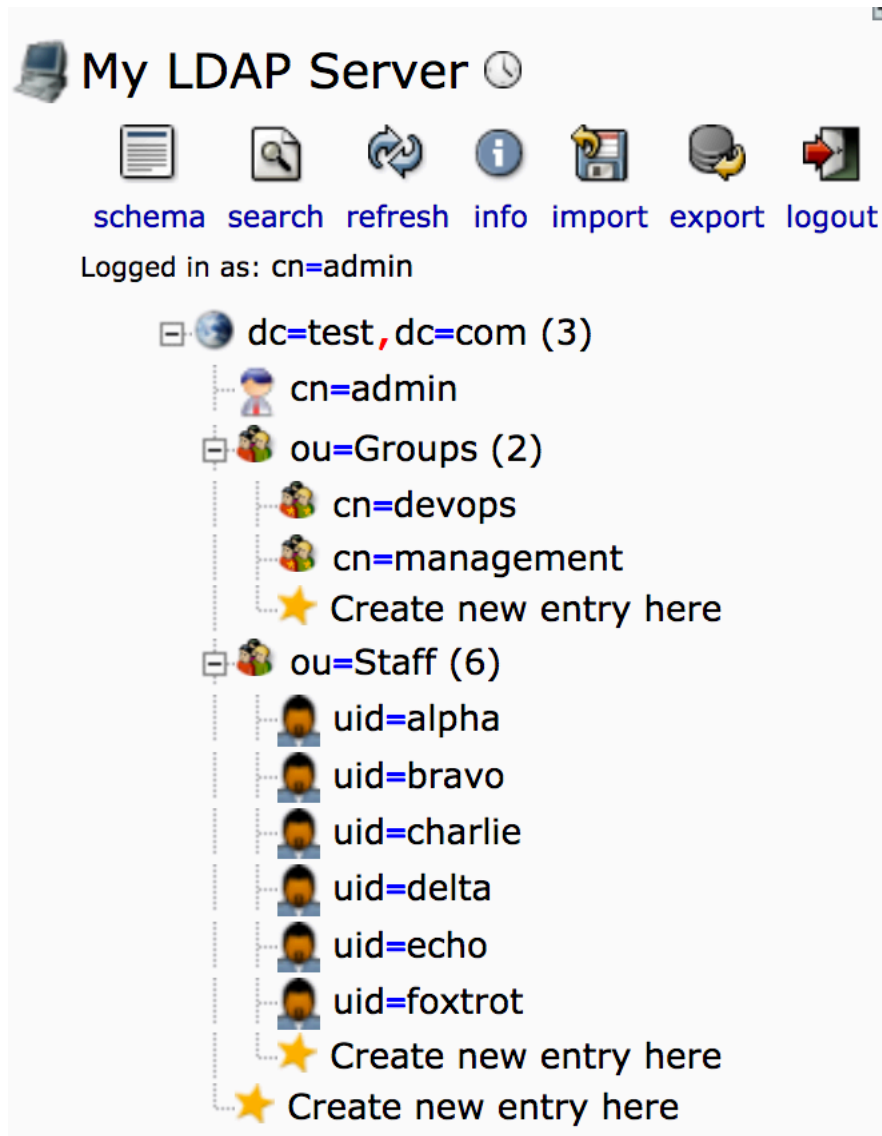 My LDAP Server
schema search refresh info import export logout
Logged in as: cn=admin
dc=test,dc=com (3)
cn=admin
ou=Groups (2)
cn=devops
cn=management
Create new entry here
ou=Staff (6)
uid=alpha
uid=bravo
uid=charlie
uid=delta
uid=echo
uid=foxtrot
Create new entry here
Create new entry here